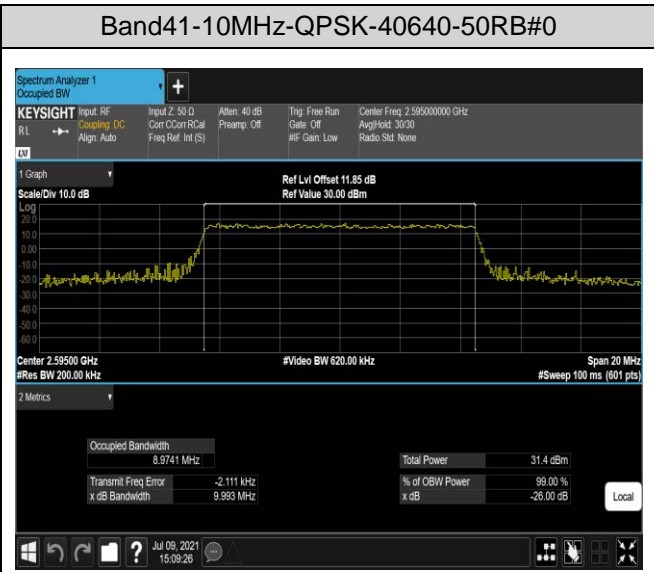 Band41-10MHz-QPSK-40640-50RB#0
Spectrum Analyzer 1
Occupied BW
+
KEYSIGHT Input: RF Input Z: 50 Ω Atten: 40 dB Trig: Free Run Center Freq: 2.595000000 GHz
RL Coupling: DC Corr CCorr RCal Preamp: Off Gate: Off Avg|Hold: 30/30
Align: Auto Freq Ref: Int (S) #IF Gain: Low Radio Std: None
LXI
1 Graph Ref Lvl Offset 11.85 dB
Scale/Div 10.0 dB Ref Value 30.00 dBm
Log
20.0
10.0
0.00
-10.0
-20.0
-30.0
-40.0
-50.0
-60.0
Center 2.59500 GHz #Video BW 620.00 kHz Span 20 MHz
#Res BW 200.00 kHz #Sweep 100 ms (601 pts)
2 Metrics
Occupied Bandwidth
8.9741 MHz Total Power 31.4 dBm
Transmit Freq Error -2.111 kHz % of OBW Power 99.00 %
x dB Bandwidth 9.993 MHz x dB -26.00 dB
Local
? Jul 09, 2021
15:09:26